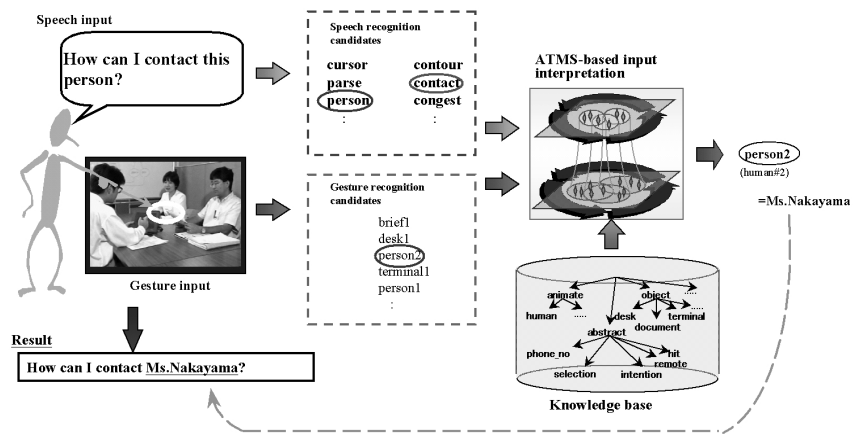 Speech input
How can I contact this
person?
Speech recognition
candidates
cursor
parse
person
:
contour
contact
congest
:
Gesture input
Gesture recognition
candidates
brief1
desk1
person2
terminal1
person1
:
ATMS-based input
interpretation
person2
(human#2)
=Ms.Nakayama
animate
object
.....
human
.....
desk
document
terminal
.....
abstract
phone_no
hit
remote
selection
intention
Knowledge base
Result
How can I contact Ms.Nakayama?